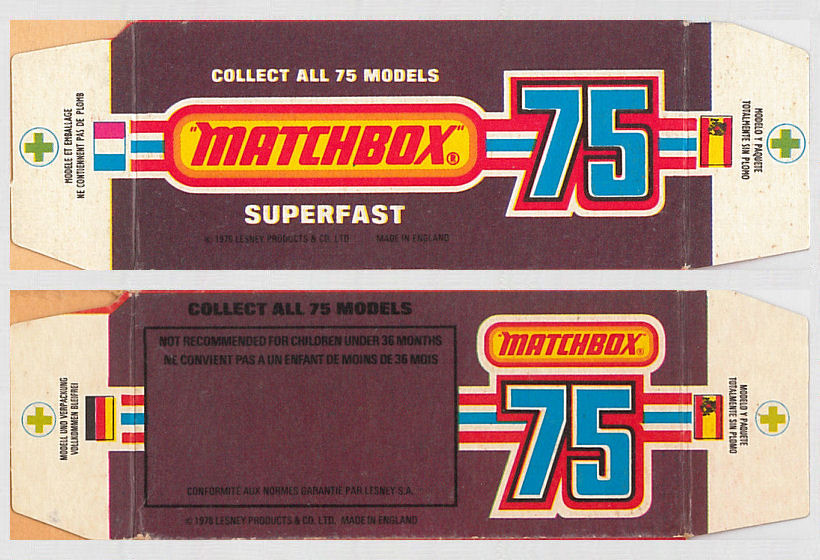 COLLECT ALL 75 MODELS
"MATCHBOX"®
75
SUPERFAST
© 1976 LESNEY PRODUCTS & CO. LTD MADE IN ENGLAND
MODELE ET EMBALLAGE
NE CONTIENNENT PAS DE PLOMB
MODELO Y PAQUETE
TOTALMENTE SIN PLOMO
COLLECT ALL 75 MODELS
NOT RECOMMENDED FOR CHILDREN UNDER 36 MONTHS
NE CONVIENT PAS A UN ENFANT DE MOINS DE 36 MOIS
CONFORMITÉ AUX NORMES GARANTIE PAR LESNEY S.A.
© 1976 LESNEY PRODUCTS & CO. LTD. MADE IN ENGLAND
"MATCHBOX"®
75
MODELL UND VERPACKUNG
VOLLKOMMEN BLEIFREI
MODELO Y PAQUETE
TOTALMENTE SIN PLOMO